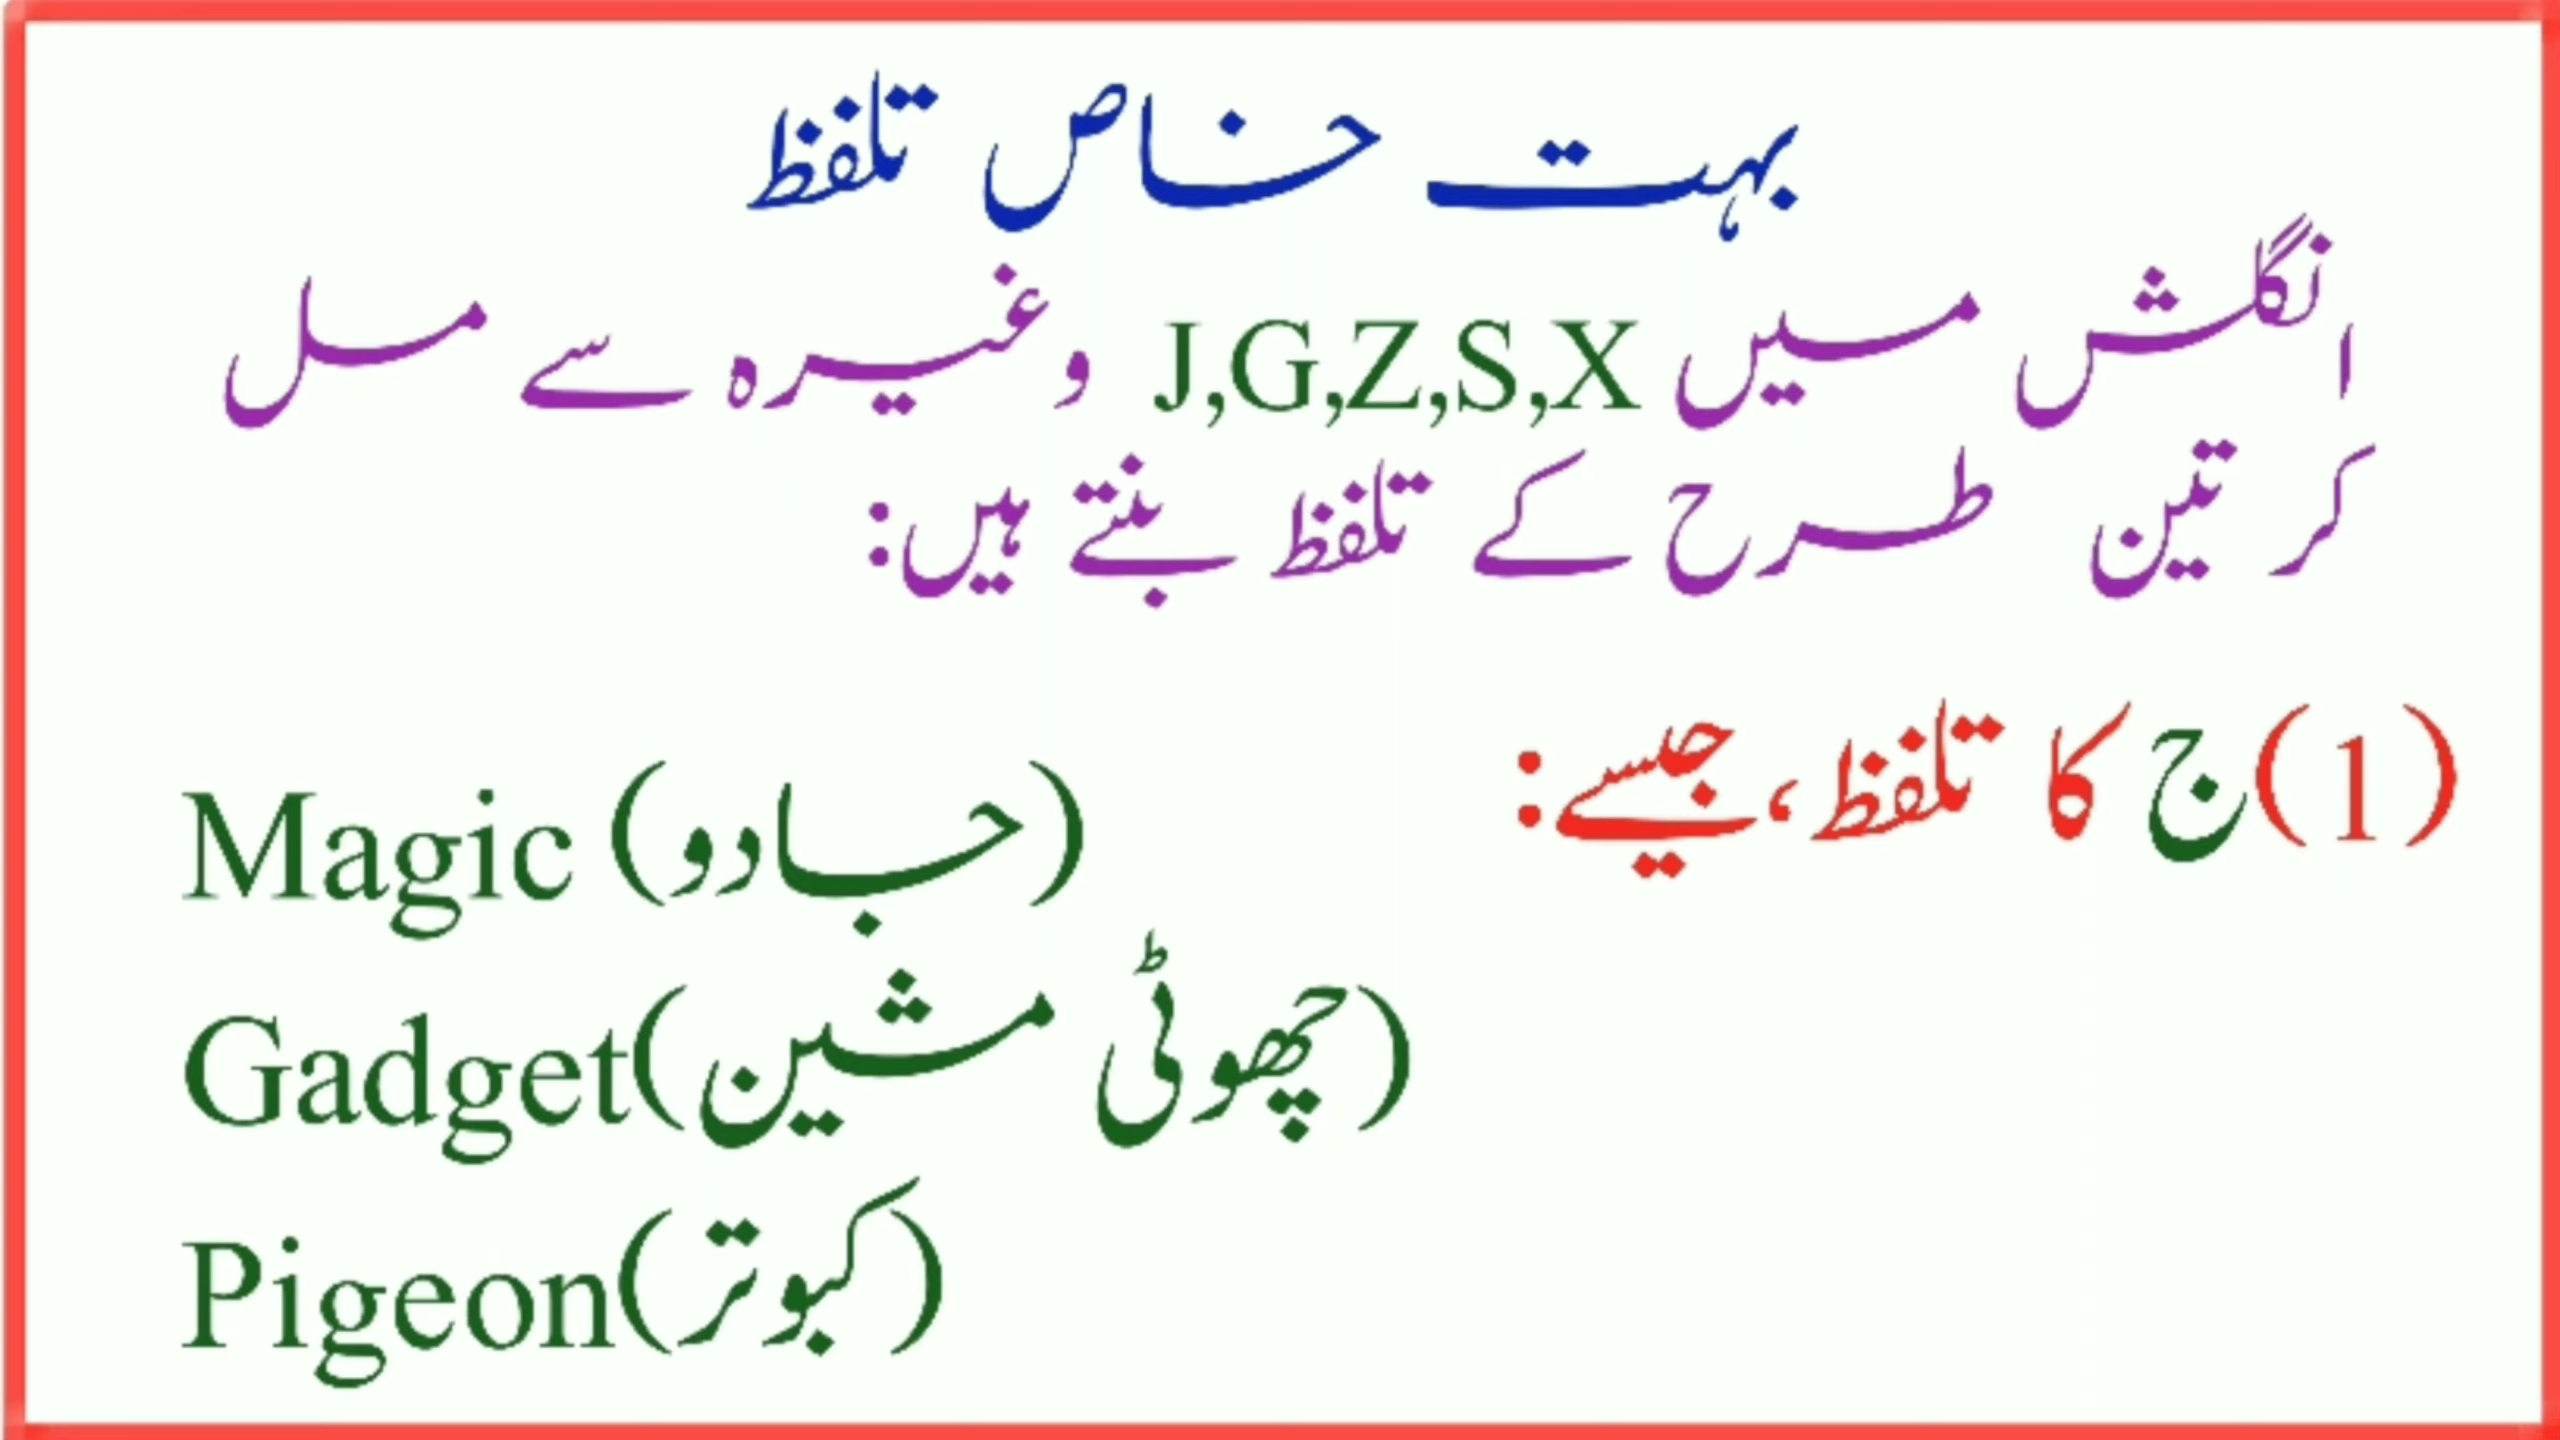 بہت خاص تلفظ
انگلش میں J,G,Z,S,X وغیرہ سے مل
کر تین طرح کے تلفظ بنتے ہیں:
(1)ج کا تلفظ، جیسے:
Magic (جادو)
Gadget(چھوٹی مشین)
Pigeon(کبوتر)